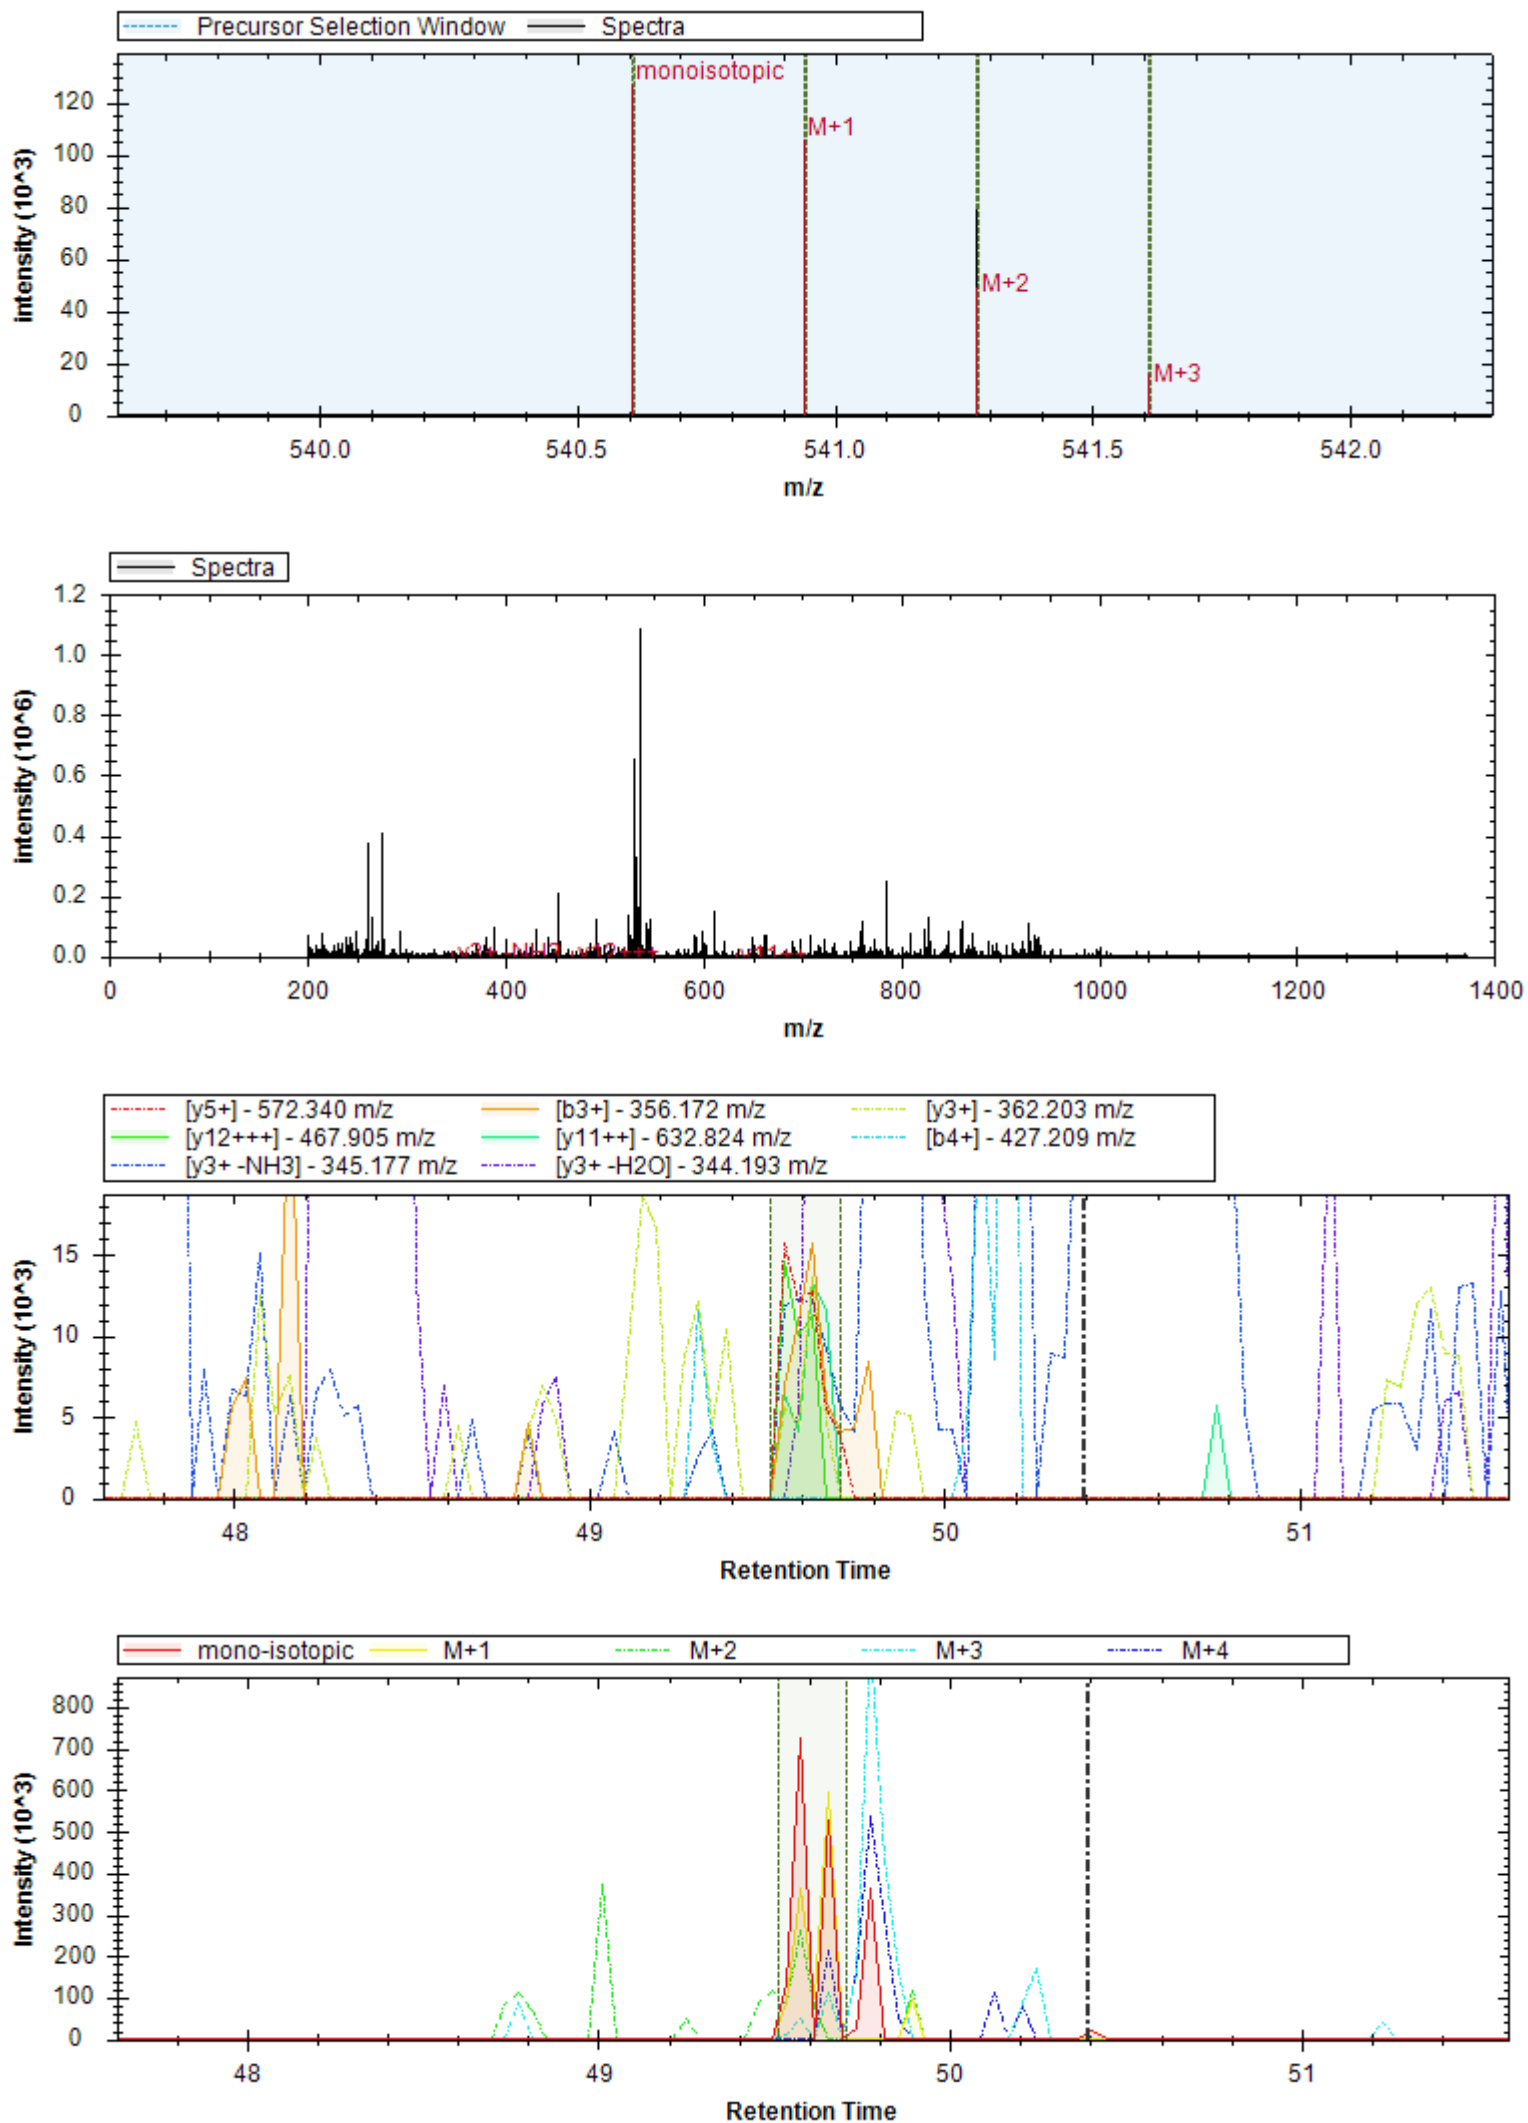 Precursor Selection Window Spectra
monoisotopic
M+1
M+2
M+3
120
100
80
60
40
20
0
intensity (10^3)
540.0 540.5 541.0 541.5 542.0
m/z
Spectra
1.2
1.0
0.8
0.6
0.4
0.2
0.0
intensity (10^6)
0 200 400 600 800 1000 1200 1400
m/z
[y5+] - 572.340 m/z [b3+] - 356.172 m/z [y3+] - 362.203 m/z
[y12+++] - 467.905 m/z [y11++] - 632.824 m/z [b4+] - 427.209 m/z
[y3+ -NH3] - 345.177 m/z [y3+ -H2O] - 344.193 m/z
15
10
5
0
Intensity (10^3)
48 49 50 51
Retention Time
mono-isotopic M+1 M+2 M+3 M+4
800
700
600
500
400
300
200
100
0
Intensity (10^3)
48 49 50 51
Retention Time